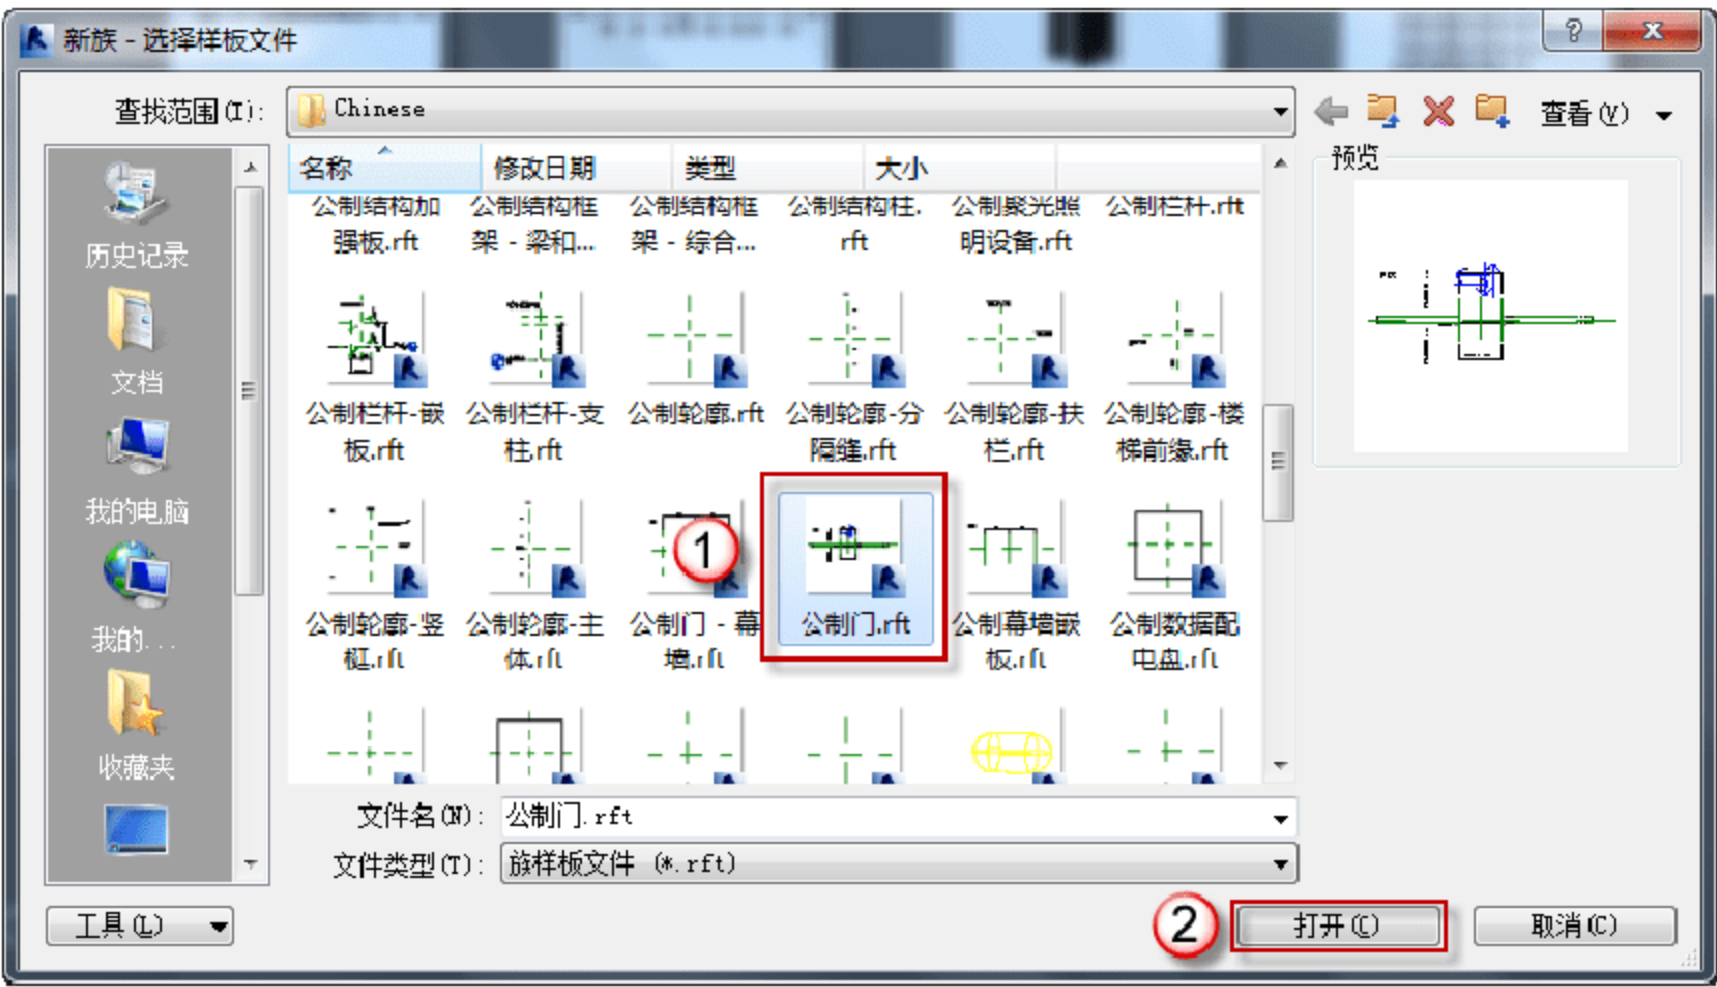 新族 - 选择样板文件
查找范围(I):
Chinese
查看(V)
名称 修改日期 类型 大小
预览
公制结构加 公制结构框 公制结构框 公制结构柱. 公制聚光照 公制栏杆.rft
强板.rft 架 - 梁和... 架 - 综合... rft 明设备.rft
公制栏杆-嵌 公制栏杆-支 公制轮廓.rft 公制轮廓-分 公制轮廓-扶 公制轮廓-楼
板.rft 柱.rft 隔缝.rft 栏.rft 梯前缘.rft
1
公制轮廓-竖 公制轮廓-主 公制门 - 幕 公制门.rft 公制幕墙嵌 公制数据配
梃.rft 体.rft 墙.rft 板.rft 电盘.rft
历史记录
文档
我的电脑
我的...
收藏夹
文件名(N): 公制门.rft
文件类型(T): 族样板文件 (*.rft)
工具(L)
2
打开(O)
取消(C)